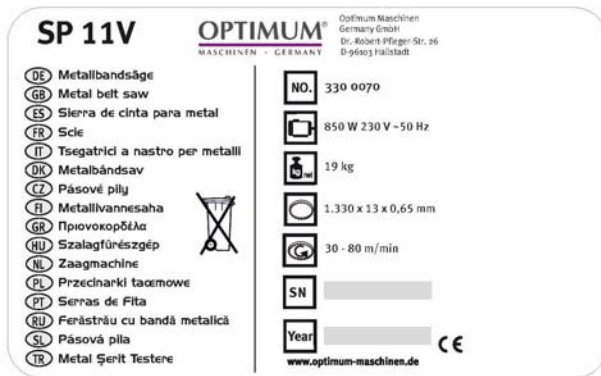 SP 11V
OPTIMUM®
MASCHINEN - GERMANY
Optimum Maschinen
Germany GmbH
Dr.-Robert-Pfleger-Str. 26
D-96103 Hallstadt
DE Metallbandsäge
GB Metal belt saw
ES Sierra de cinta para metal
FR Scie
IT Tsegatrici a nastro per metalli
DK Metalbåndsav
CZ Pásové pily
FI Metallivannesaha
GR Πριονοκορδέλα
HU Szalagfűrészgép
NL Zaagmachine
PL Przecinarki taœmowe
PT Serras de Fita
RU Ferăstrău cu bandă metalică
SL Pásová pila
TR Metal Şerit Testere
NO. 330 0070
850 W 230 V ~50 Hz
kg net 19 kg
1.330 x 13 x 0,65 mm
30 - 80 m/min
SN
Year
CE
www.optimum-maschinen.de